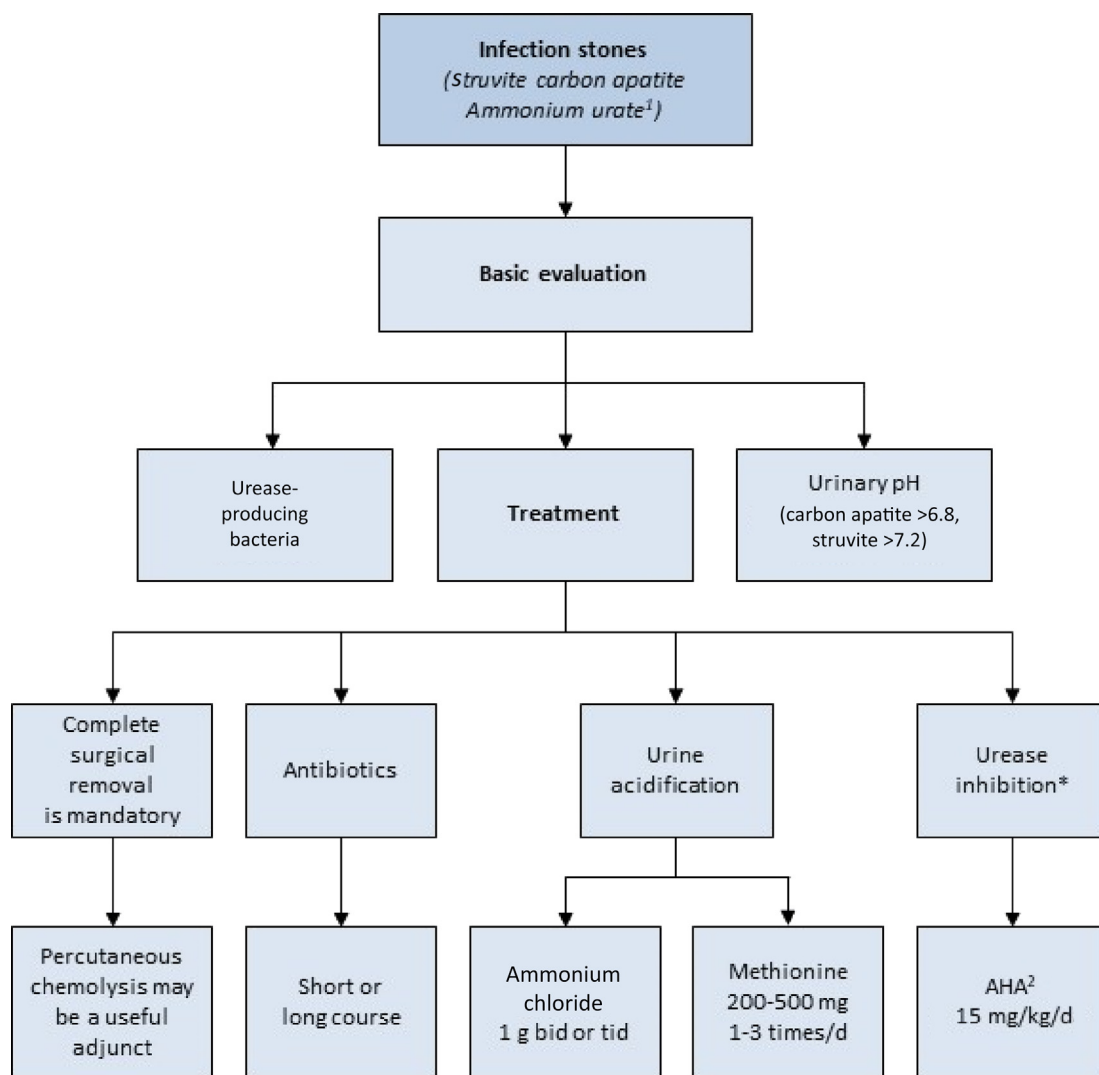 Infection stones
(Struvite carbon apatite
Ammonium urate¹)
Basic evaluation
Urease-
producing
bacteria
Treatment
Urinary pH
(carbon apatite >6.8,
struvite >7.2)
Complete
surgical
removal
is mandatory
Antibiotics
Urine
acidification
Urease
inhibition*
Percutaneous
chemolysis may
be a useful
adjunct
Short or
long course
Ammonium
chloride
1 g bid or tid
Methionine
200-500 mg
1-3 times/d
AHA²
15 mg/kg/d